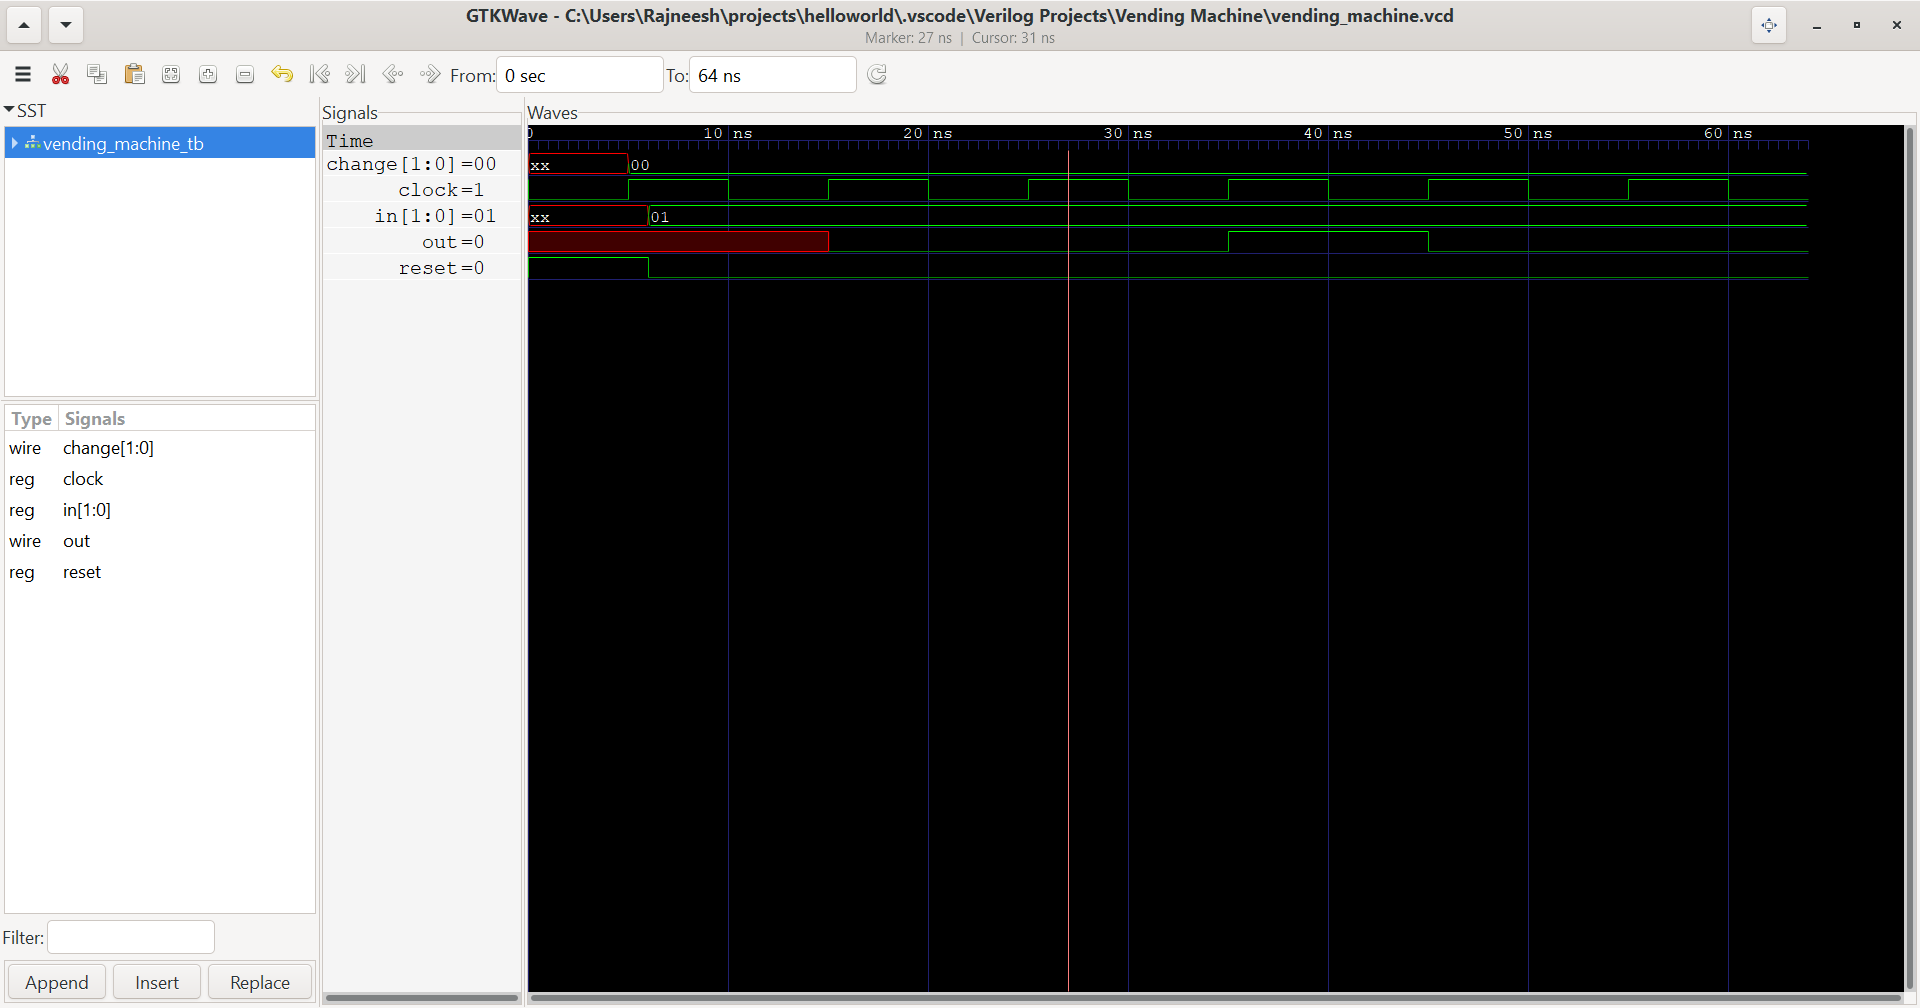 GTKWave - C:\Users\Rajneesh\projects\helloworld\.vscode\Verilog Projects\Vending Machine\vending_machine.vcd
Marker: 27 ns | Cursor: 31 ns
From: 0 sec To: 64 ns
SST
vending_machine_tb
Type Signals
wire change[1:0]
reg clock
reg in[1:0]
wire out
reg reset
Filter:
Append Insert Replace
Signals
Time
change[1:0]=00
clock=1
in[1:0]=01
out=0
reset=0
Waves
0 10 ns 20 ns 30 ns 40 ns 50 ns 60 ns
xx 00
xx 01